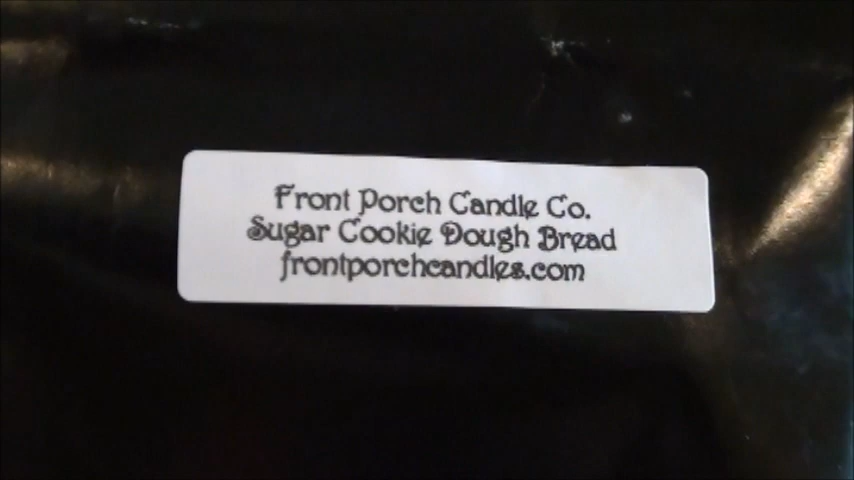 Front Porch Candle Co.
Sugar Cookie Dough Bread
frontporchcandles.com